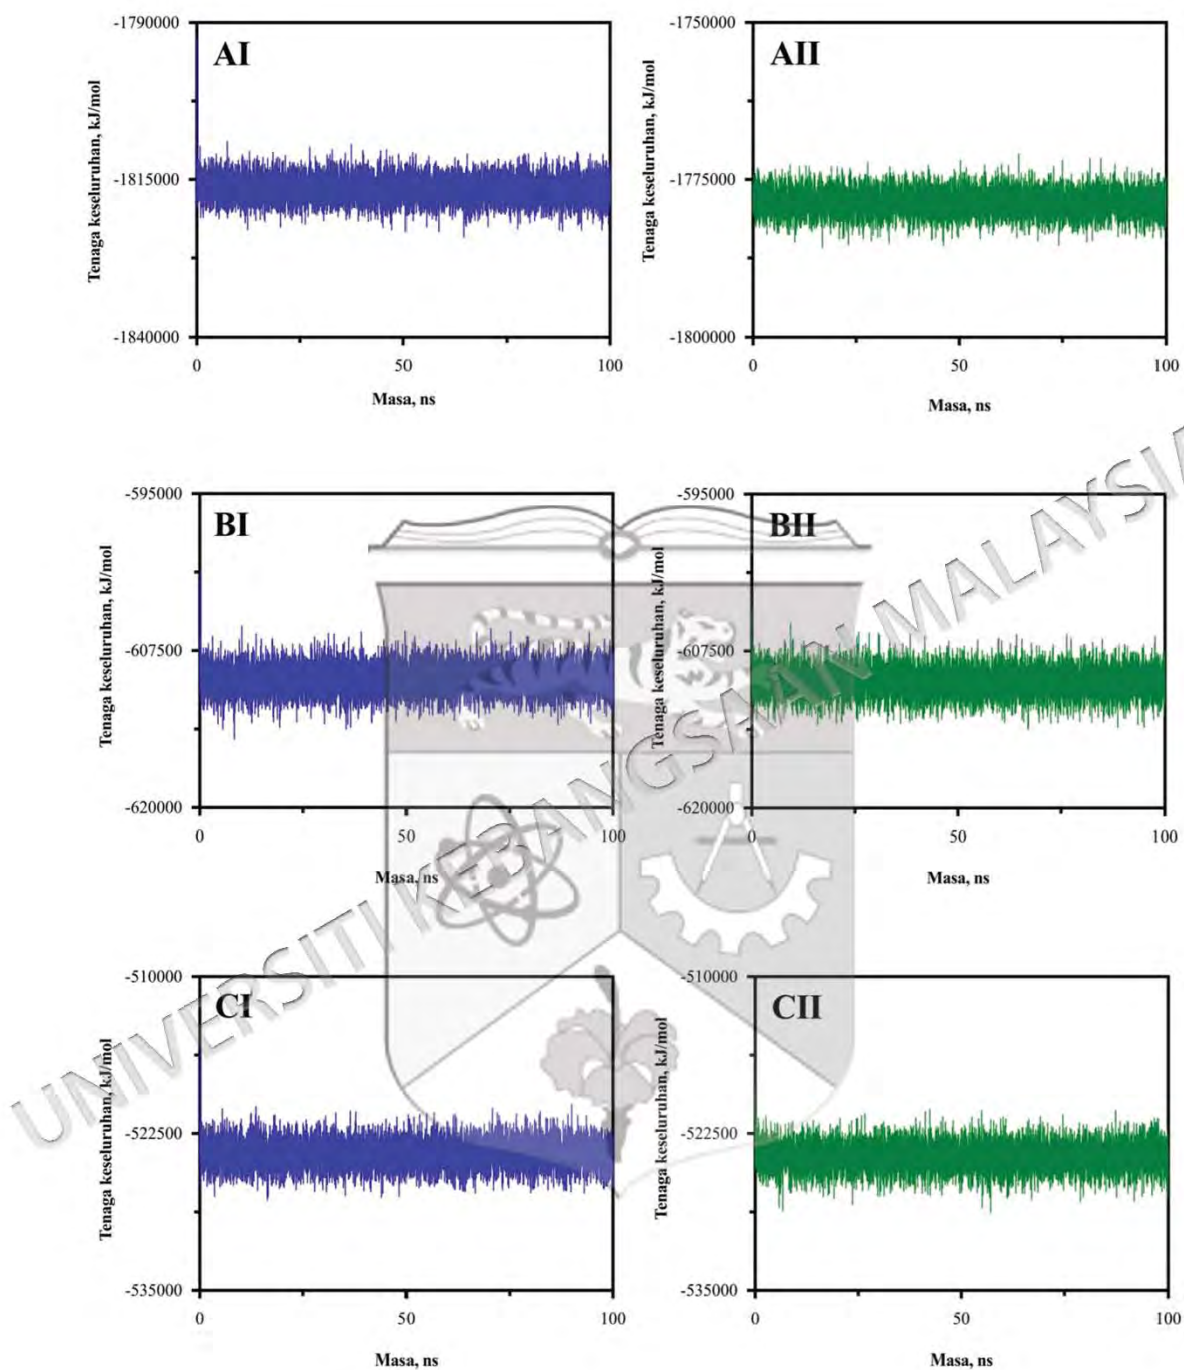 -1790000
AI
Tenaga keseluruhan, kJ/mol
-1815000
-1840000
0 50 100
Masa, ns
-1750000
AII
Tenaga keseluruhan, kJ/mol
-1775000
-1800000
0 50 100
Masa, ns
-595000
BI
Tenaga keseluruhan, kJ/mol
-607500
-620000
0 50 100
Masa, ns
-595000
BII
Tenaga keseluruhan, kJ/mol
-607500
-620000
0 50 100
Masa, ns
-510000
CI
Tenaga keseluruhan, kJ/mol
-522500
-535000
0 50 100
Masa, ns
-510000
CII
Tenaga keseluruhan, kJ/mol
-522500
-535000
0 50 100
Masa, ns
UNIVERSITI KEBANGSAAN MALAYSIA